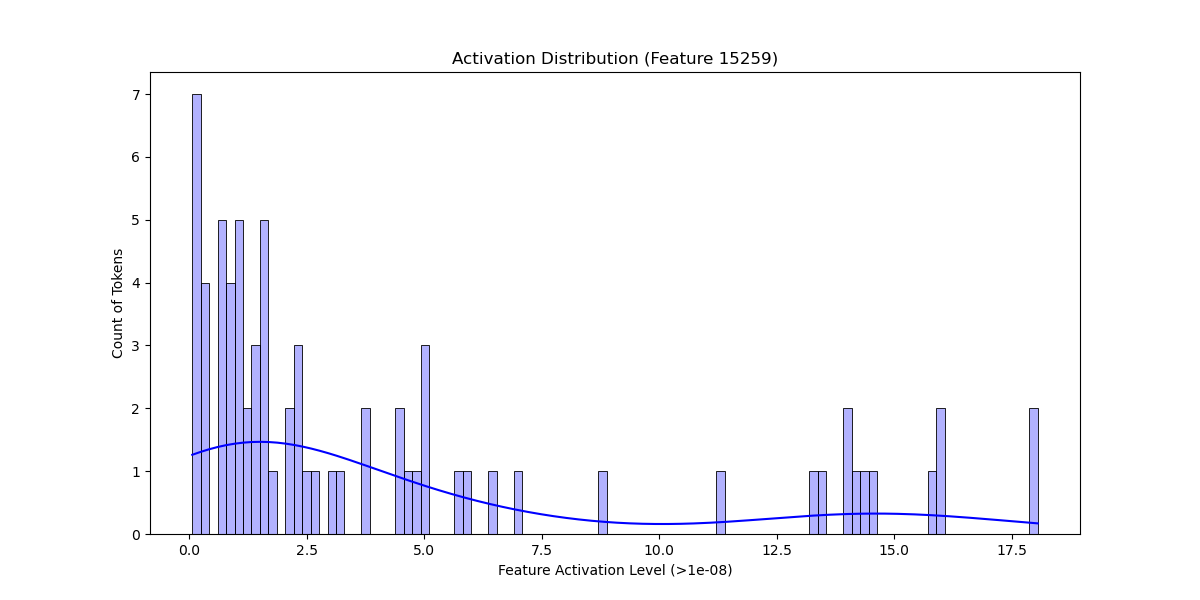 Activation Distribution (Feature 15259)
Count of Tokens
7
6
5
4
3
2
1
0
0.0 2.5 5.0 7.5 10.0 12.5 15.0 17.5
Feature Activation Level (>1e-08)